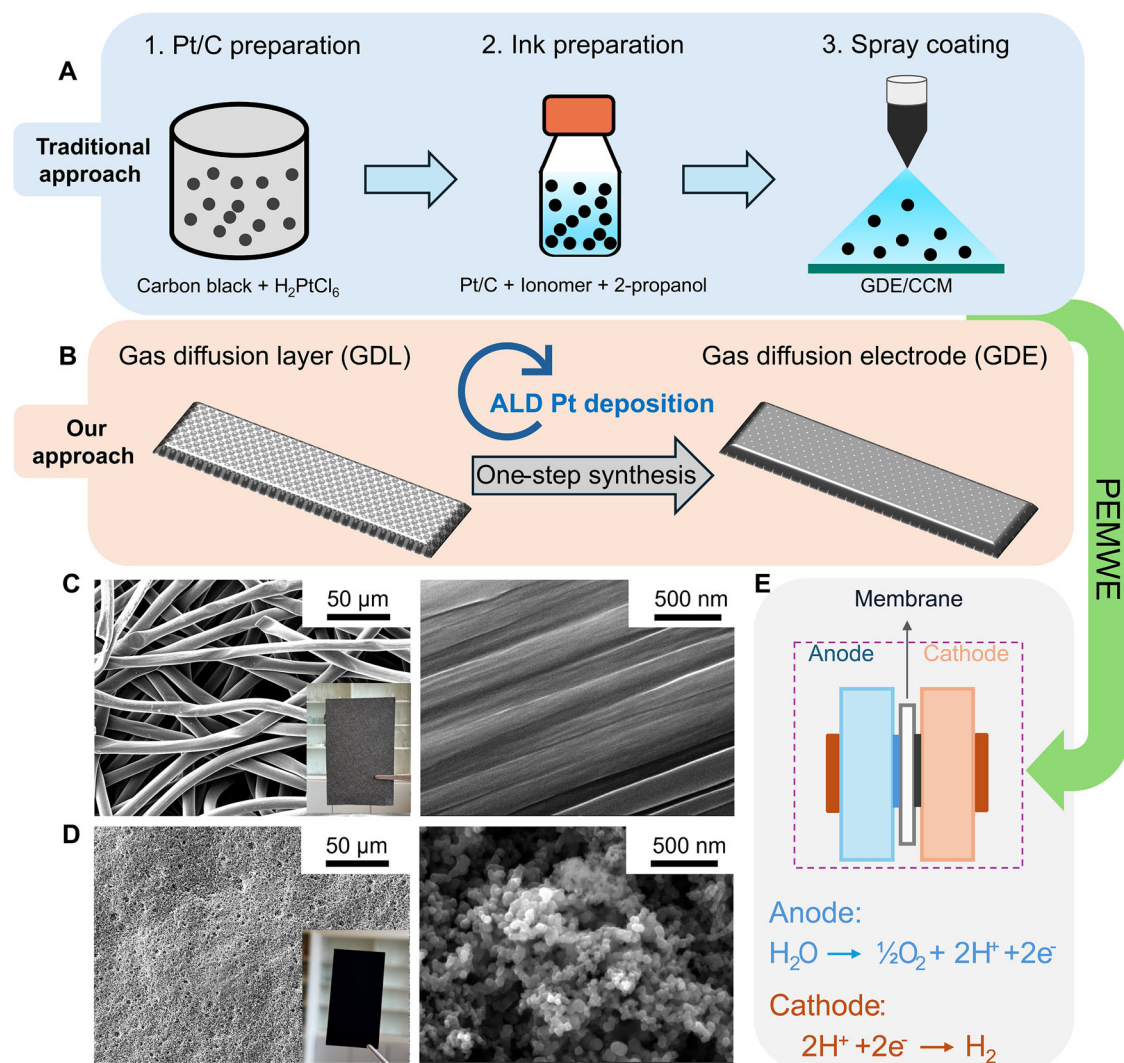 A
1. Pt/C preparation
2. Ink preparation
3. Spray coating
Traditional
approach
Carbon black + H₂PtCl₆
Pt/C + Ionomer + 2-propanol
GDE/CCM
B
Gas diffusion layer (GDL)
Gas diffusion electrode (GDE)
ALD Pt deposition
Our
approach
One-step synthesis
PEMWE
C
50 µm
500 nm
D
50 µm
500 nm
E
Membrane
Anode
Cathode
Anode:
H₂O → ½O₂ + 2H⁺ +2e⁻
Cathode:
2H⁺ +2e⁻ → H₂